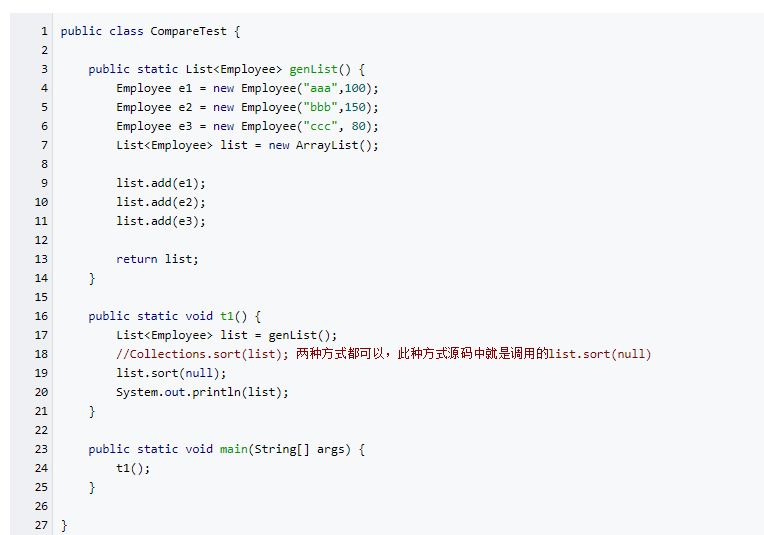 1 public class CompareTest {
2
3     public static List<Employee> genList() {
4         Employee e1 = new Employee("aaa",100);
5         Employee e2 = new Employee("bbb",150);
6         Employee e3 = new Employee("ccc", 80);
7         List<Employee> list = new ArrayList();
8
9         list.add(e1);
10         list.add(e2);
11         list.add(e3);
12
13         return list;
14     }
15
16     public static void t1() {
17         List<Employee> list = genList();
18         //Collections.sort(list); 两种方式都可以，此种方式源码中就是调用的list.sort(null)
19         list.sort(null);
20         System.out.println(list);
21     }
22
23     public static void main(String[] args) {
24         t1();
25     }
26
27 }